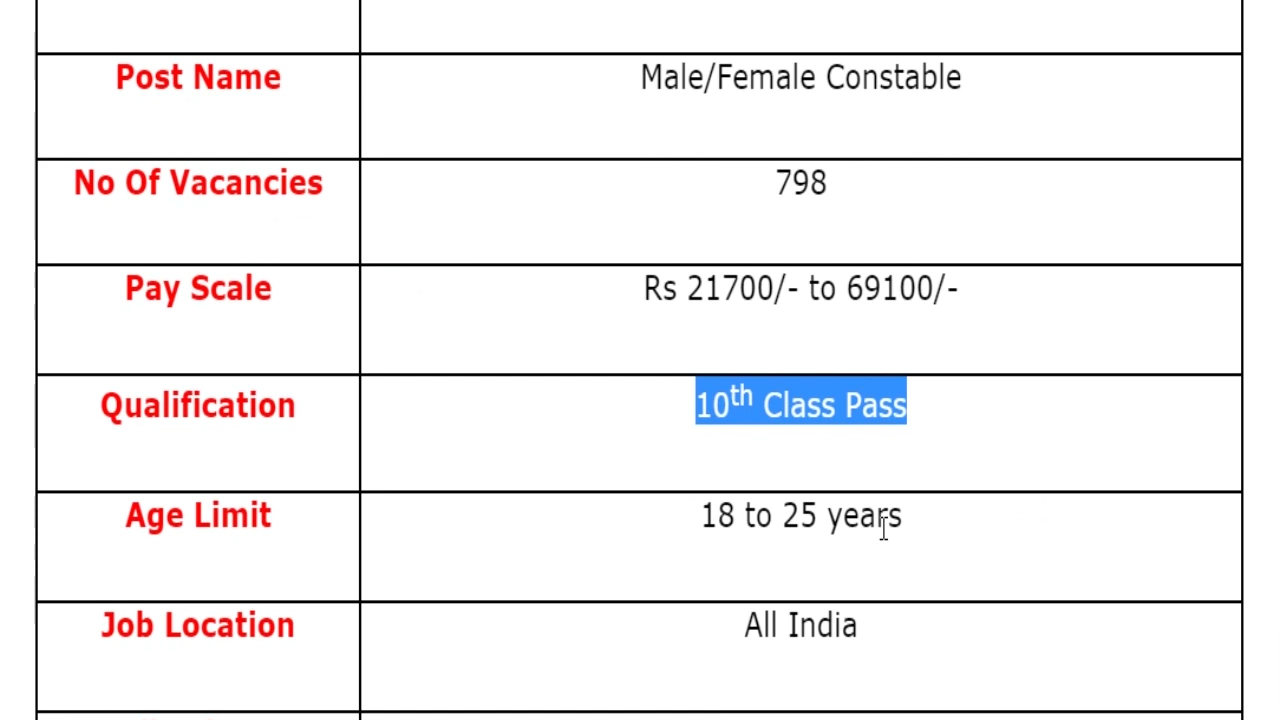 Post Name Male/Female Constable
No Of Vacancies 798
Pay Scale Rs 21700/- to 69100/-
Qualification 10th Class Pass
Age Limit 18 to 25 years
Job Location All India